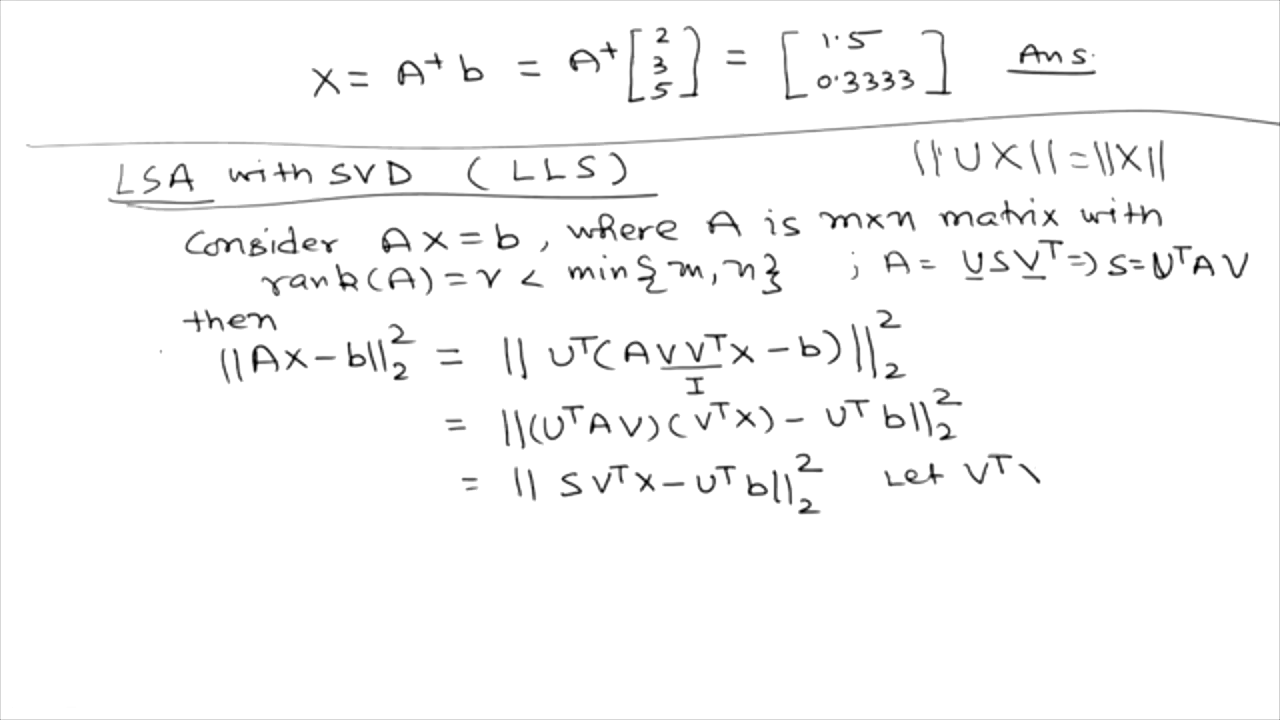 X = A⁺ b = A⁺ [2 3 5] = [1.5 0.3333] Ans.
LSA with SVD (LLS) ||UX|| = ||X||
Consider AX = b, where A is mxn matrix with
rank(A) = r < min{m, n} ; A = USVᵀ => S = UᵀAV
then
||AX - b||₂² = || Uᵀ(AVVᵀX - b)||₂²
I
= ||(UᵀAV)(VᵀX) - Uᵀb||₂²
= || SVᵀX - Uᵀb||₂² Let Vᵀ\